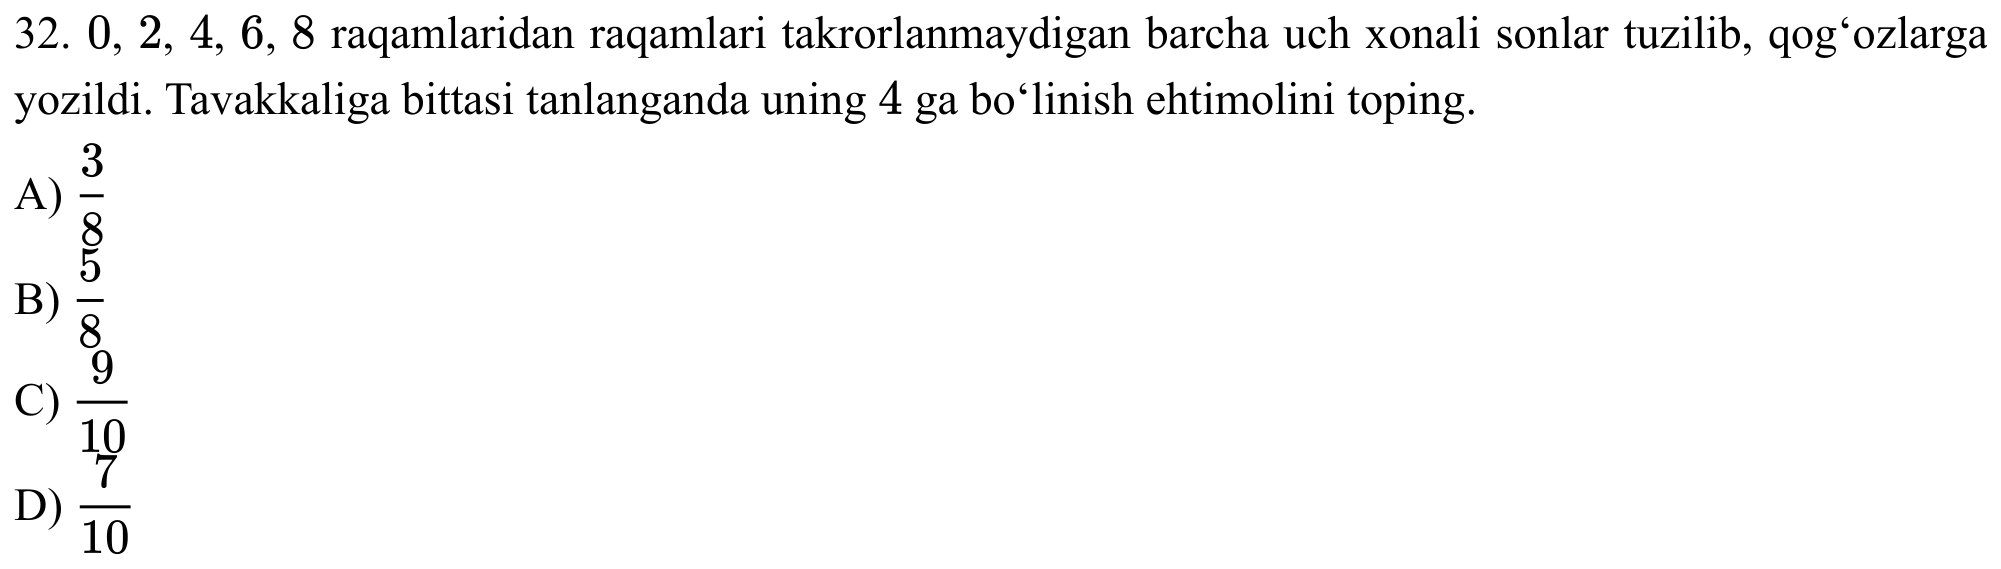 32. 0, 2, 4, 6, 8 raqamlaridan raqamlari takrorlanmaydigan barcha uch xonali sonlar tuzilib, qog‘ozlarga
yozildi. Tavakkaliga bittasi tanlanganda uning 4 ga bo‘linish ehtimolini toping.
A) 3/8
B) 5/8
C) 9/10
D) 7/10